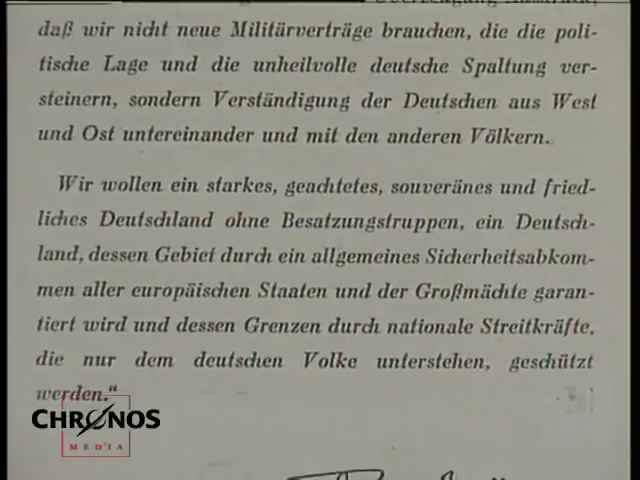 daß wir nicht neue Militärverträge brauchen, die die poli-
tische Lage und die unheilvolle deutsche Spaltung ver-
steinern, sondern Verständigung der Deutschen aus West
und Ost untereinander und mit den anderen Völkern.
Wir wollen ein starkes, geachtetes, souveränes und fried-
liches Deutschland ohne Besatzungstruppen, ein Deutsch-
land, dessen Gebiet durch ein allgemeines Sicherheitsabkom-
men aller europäischen Staaten und der Großmächte garan-
tiert wird und dessen Grenzen durch nationale Streitkräfte,
die nur dem deutschen Volke unterstehen, geschützt
werden.“
CHRONOS
MEDIA